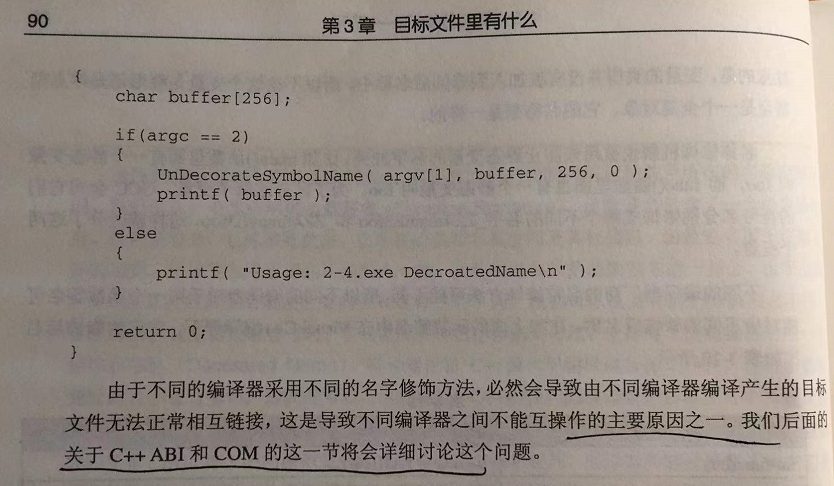 90
第3章 目标文件里有什么
{
char buffer[256];
if(argc == 2)
{
UnDecorateSymbolName( argv[1], buffer, 256, 0 );
printf( buffer );
}
else
{
printf( "Usage: 2-4.exe DecroatedName\n" );
}
return 0;
}
由于不同的编译器采用不同的名字修饰方法，必然会导致由不同编译器编译产生的目标
文件无法正常相互链接，这是导致不同编译器之间不能互操作的主要原因之一。我们后面的
关于 C++ ABI 和 COM 的这一节将会详细讨论这个问题。